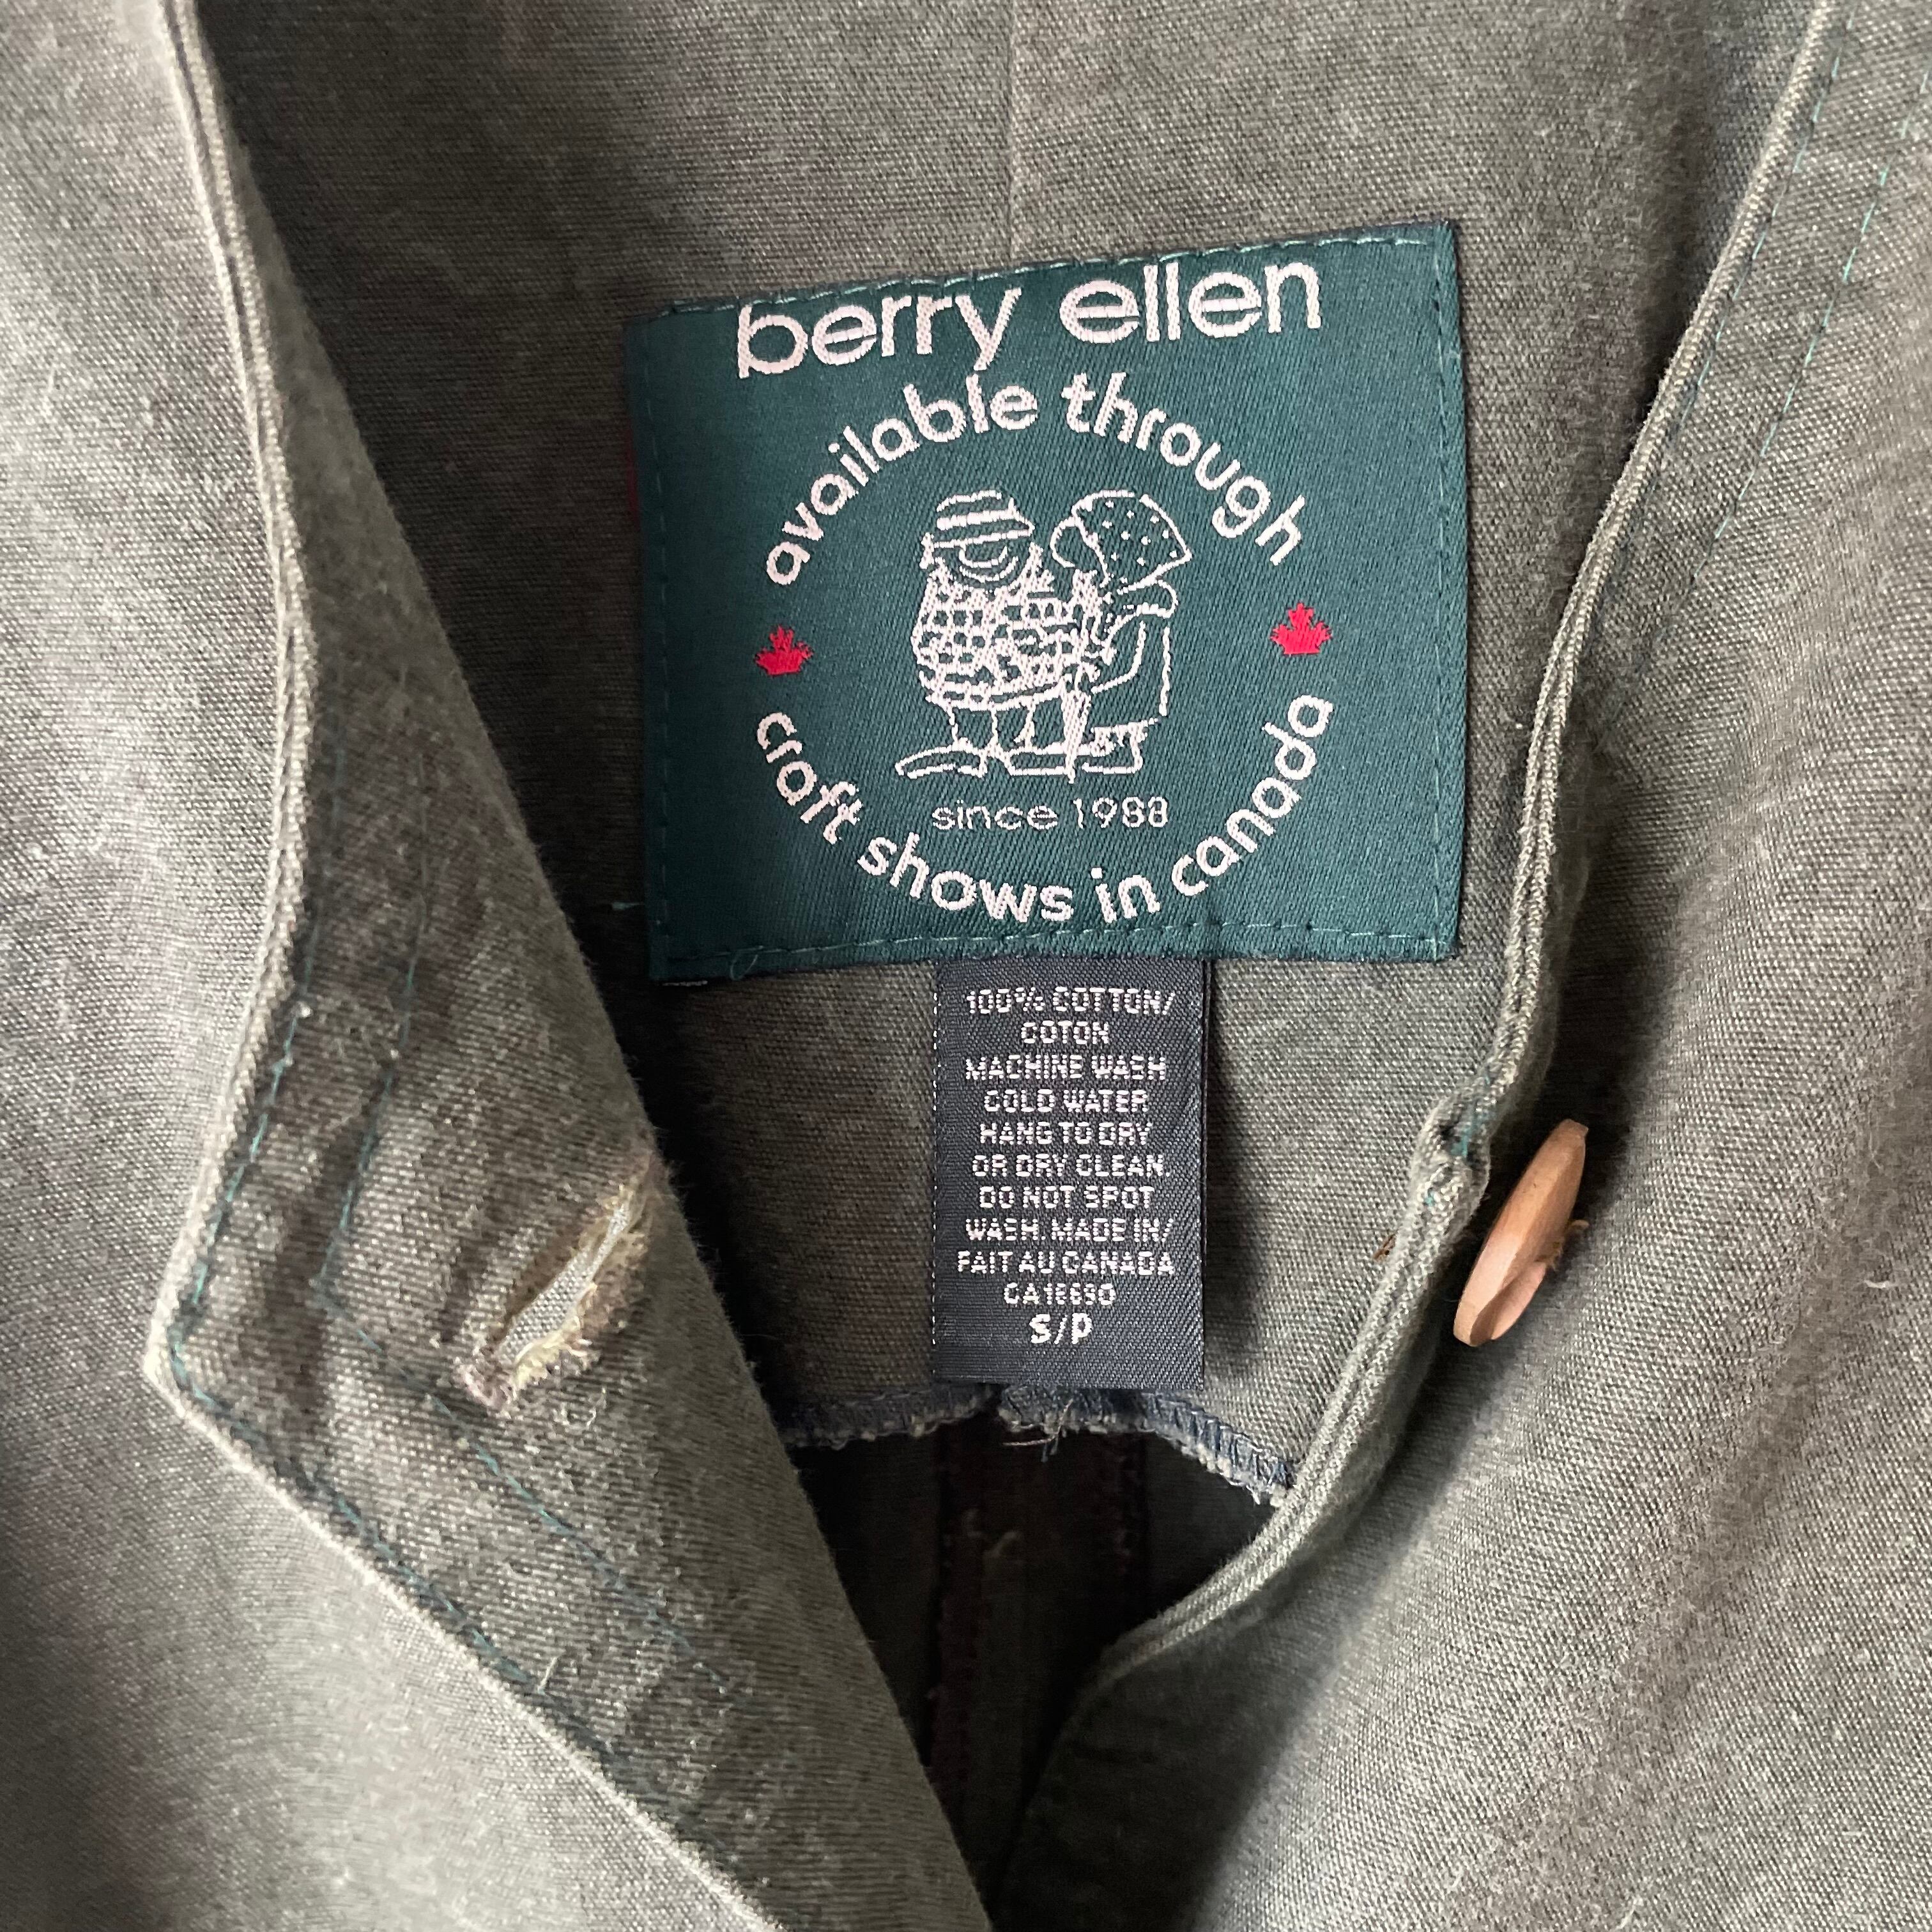 berry ellen
available through
craft shows in canada
since 1988
100% COTTON/
COTON
MACHINE WASH
COLD WATER
HANG TO DRY
OR DRY CLEAN
DO NOT SPOT
WASH MADE IN/
FAIT AU CANADA
S/P